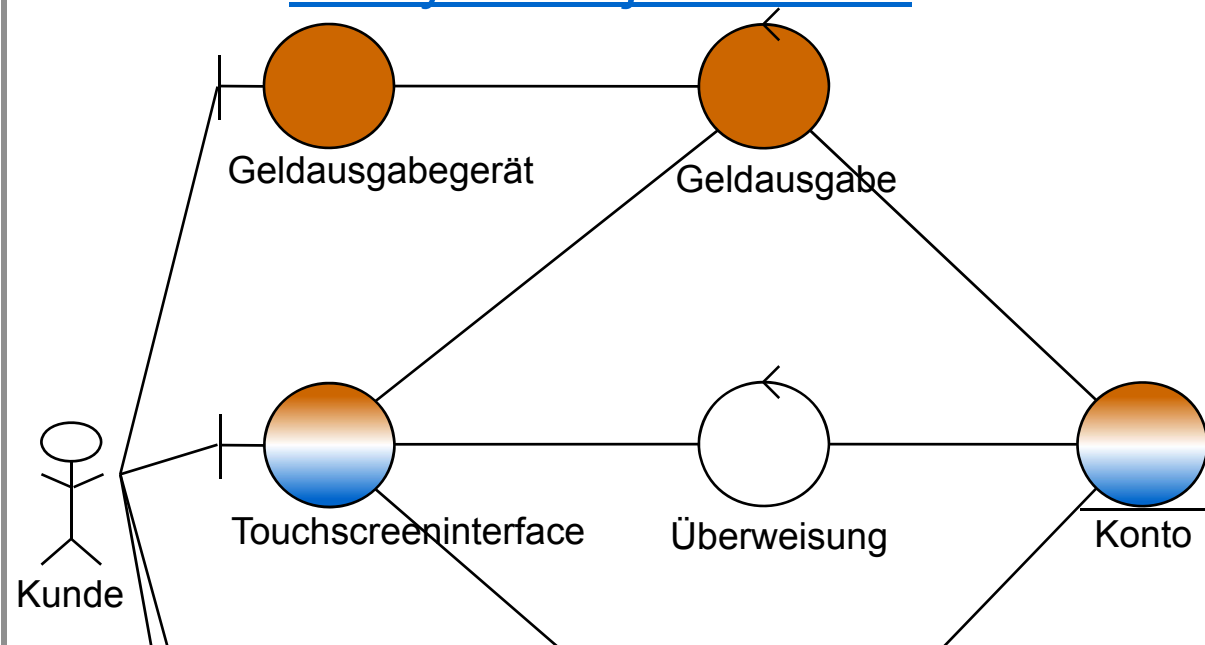 Geldausgabegerät
Geldausgabe
Touchscreeninterface
Überweisung
Konto
Kunde